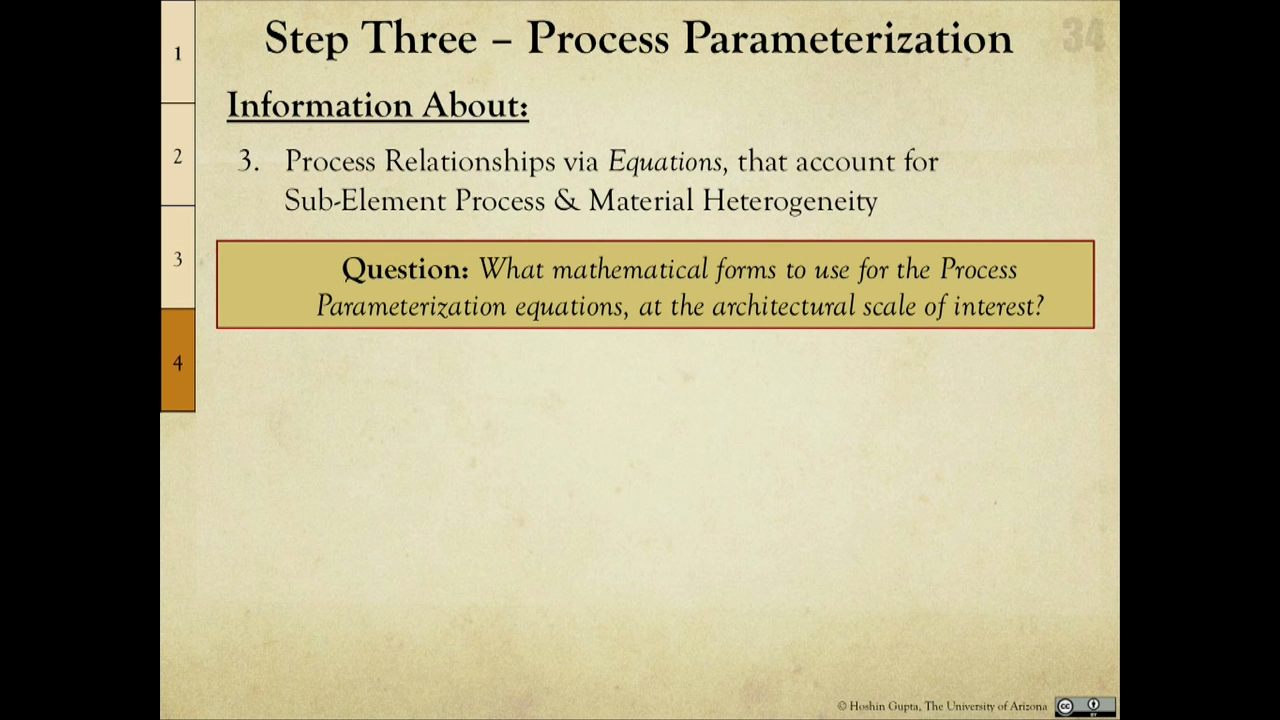 34
Step Three – Process Parameterization
1
2
3
4
Information About:
3. Process Relationships via Equations, that account for
Sub-Element Process & Material Heterogeneity
Question: What mathematical forms to use for the Process
Parameterization equations, at the architectural scale of interest?
© Hoshin Gupta, The University of Arizona
cc
BY